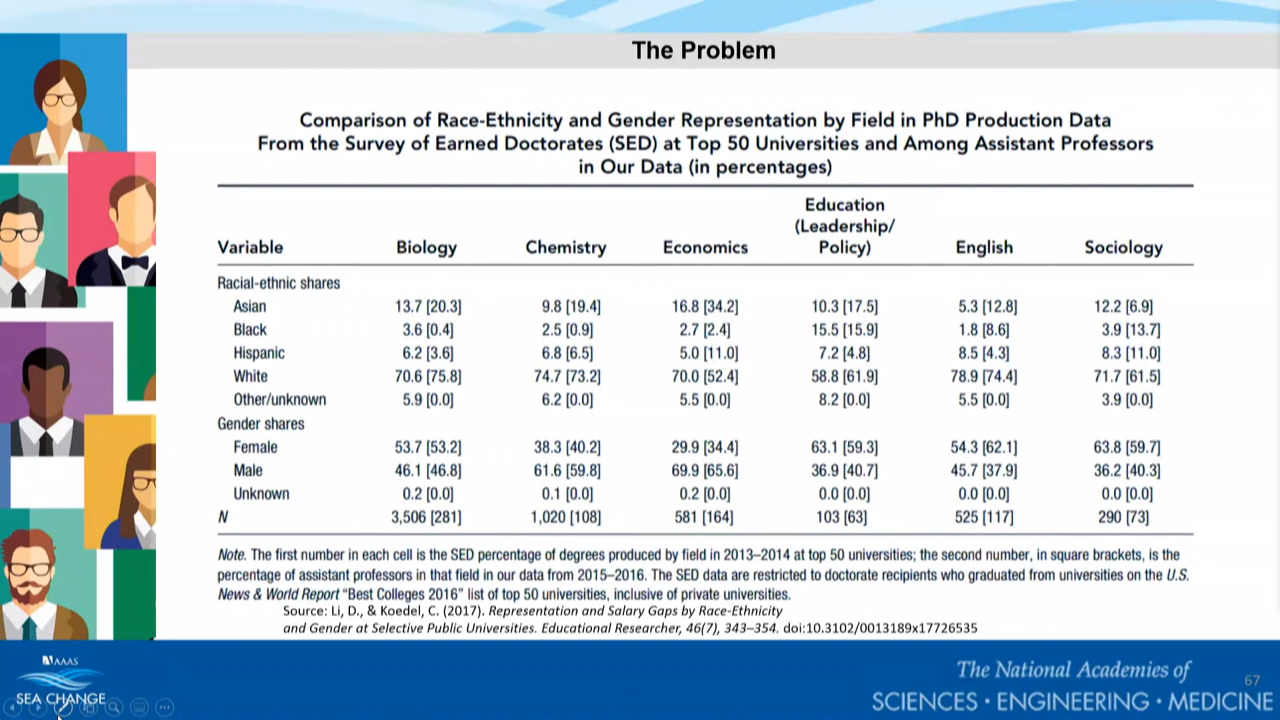 The Problem
Comparison of Race-Ethnicity and Gender Representation by Field in PhD Production Data
From the Survey of Earned Doctorates (SED) at Top 50 Universities and Among Assistant Professors
in Our Data (in percentages)
Variable Biology Chemistry Economics Education (Leadership/ Policy) English Sociology
Racial-ethnic shares
Asian 13.7 [20.3] 9.8 [19.4] 16.8 [34.2] 10.3 [17.5] 5.3 [12.8] 12.2 [6.9]
Black 3.6 [0.4] 2.5 [0.9] 2.7 [2.4] 15.5 [15.9] 1.8 [8.6] 3.9 [13.7]
Hispanic 6.2 [3.6] 6.8 [6.5] 5.0 [11.0] 7.2 [4.8] 8.5 [4.3] 8.3 [11.0]
White 70.6 [75.8] 74.7 [73.2] 70.0 [52.4] 58.8 [61.9] 78.9 [74.4] 71.7 [61.5]
Other/unknown 5.9 [0.0] 6.2 [0.0] 5.5 [0.0] 8.2 [0.0] 5.5 [0.0] 3.9 [0.0]
Gender shares
Female 53.7 [53.2] 38.3 [40.2] 29.9 [34.4] 63.1 [59.3] 54.3 [62.1] 63.8 [59.7]
Male 46.1 [46.8] 61.6 [59.8] 69.9 [65.6] 36.9 [40.7] 45.7 [37.9] 36.2 [40.3]
Unknown 0.2 [0.0] 0.1 [0.0] 0.2 [0.0] 0.0 [0.0] 0.0 [0.0] 0.0 [0.0]
N 3,506 [281] 1,020 [108] 581 [164] 103 [63] 525 [117] 290 [73]
Note. The first number in each cell is the SED percentage of degrees produced by field in 2013–2014 at top 50 universities; the second number, in square brackets, is the
percentage of assistant professors in that field in our data from 2015–2016. The SED data are restricted to doctorate recipients who graduated from universities on the U.S.
News & World Report “Best Colleges 2016” list of top 50 universities, inclusive of private universities.
Source: Li, D., & Koedel, C. (2017). Representation and Salary Gaps by Race-Ethnicity
and Gender at Selective Public Universities. Educational Researcher, 46(7), 343–354. doi:10.3102/0013189x17726535
AAAS
SEA CHANGE
The National Academies of
SCIENCES · ENGINEERING · MEDICINE
67